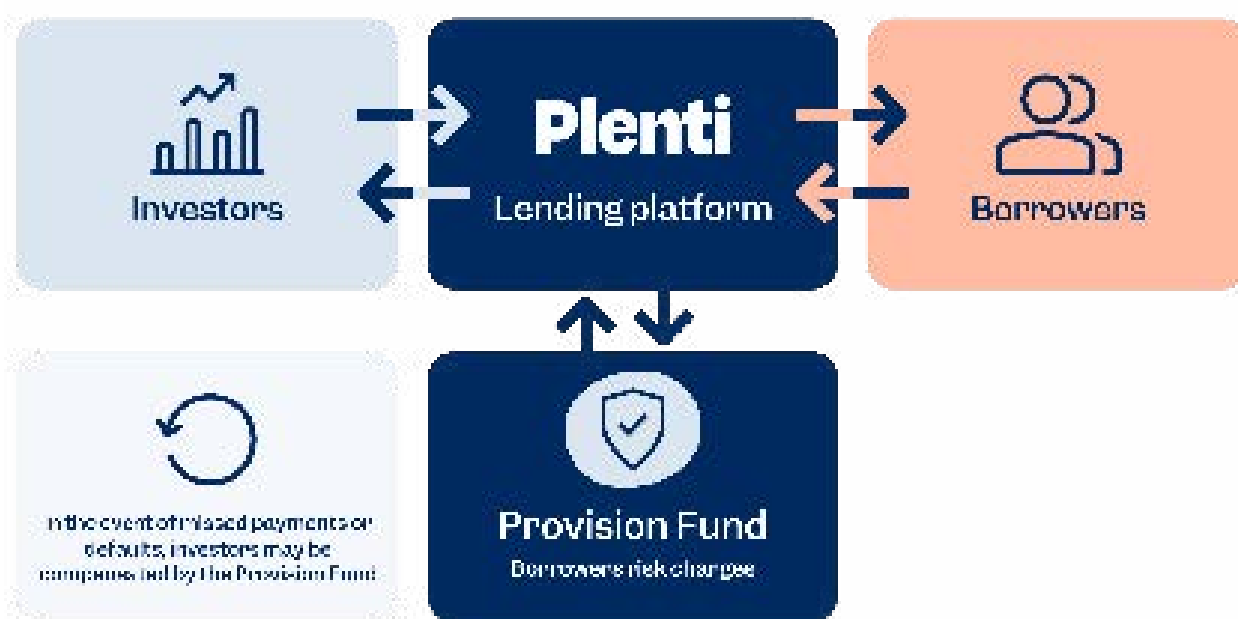 Investors
Plenti
Lending platform
Borrowers
In the event of missed payments or
defaults, investors may be
compensated by the Provision Fund
Provision Fund
Borrowers risk charges